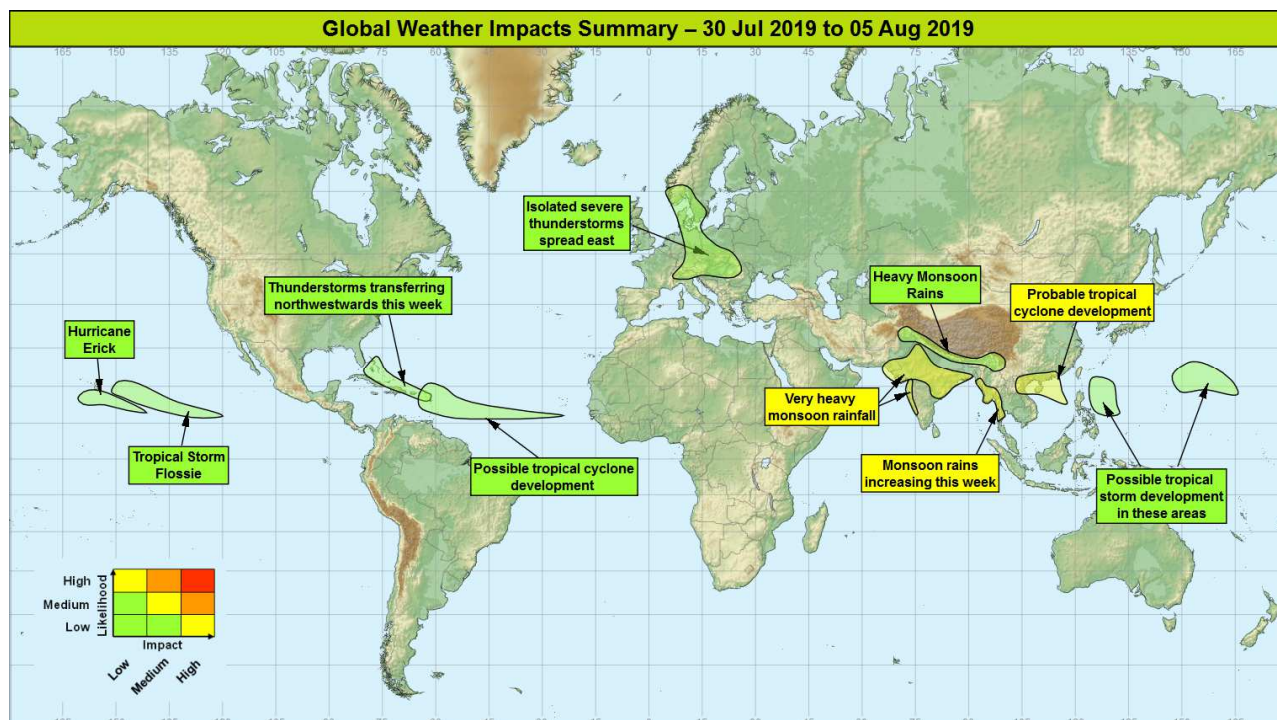 Global Weather Impacts Summary – 30 Jul 2019 to 05 Aug 2019
165
135
120
75
60
45
30
15
0
15
30
45
60
75
90
105
120
135
150
165
Isolated severe
thunderstorms
spread east
Thunderstorms transferring
northwestwards this week
Heavy Monsoon
Rains
Probable tropical
cyclone development
Hurricane
Erick
Very heavy
monsoon rainfall
Tropical Storm
Flossie
Possible tropical cyclone
development
Monsoon rains
increasing this week
Possible tropical
storm development
in these areas
High
Medium
Low
Likelihood
Impact
Low
Medium
High